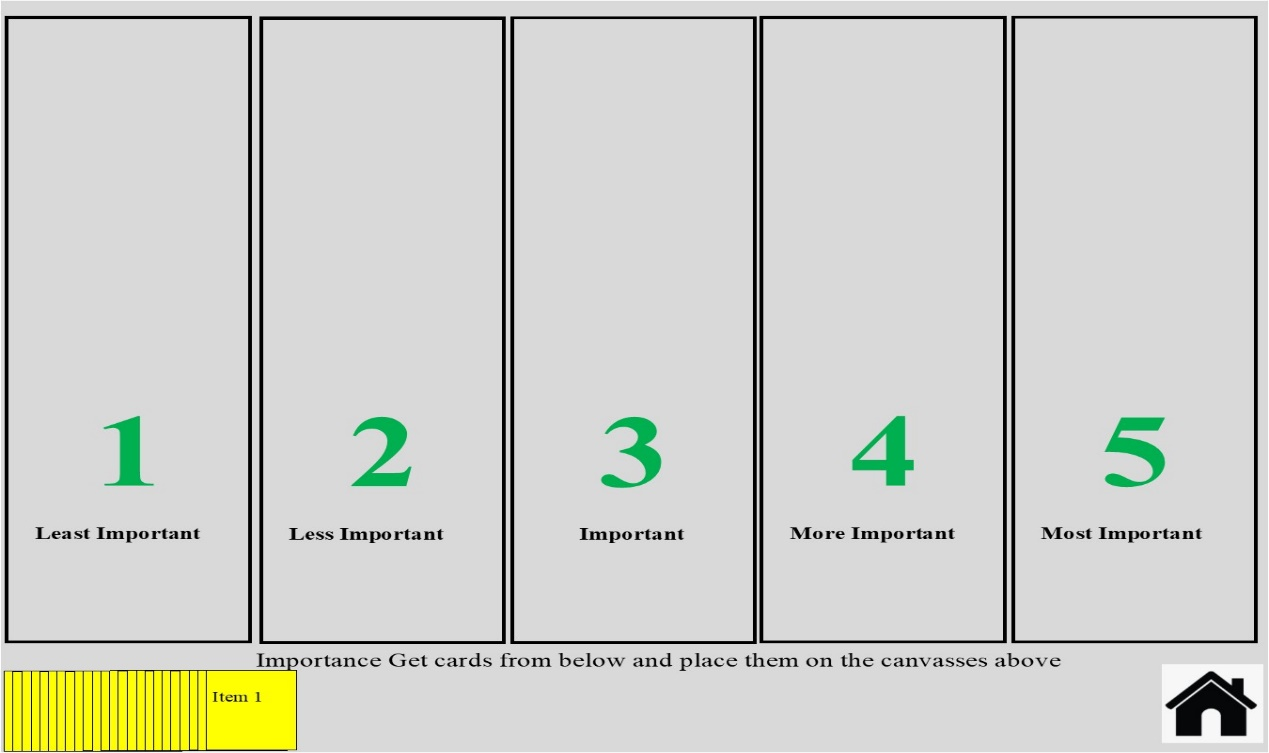 1 2 3 4 5
Least Important Less Important Important More Important Most Important
Importance Get cards from below and place them on the canvasses above
Item 1